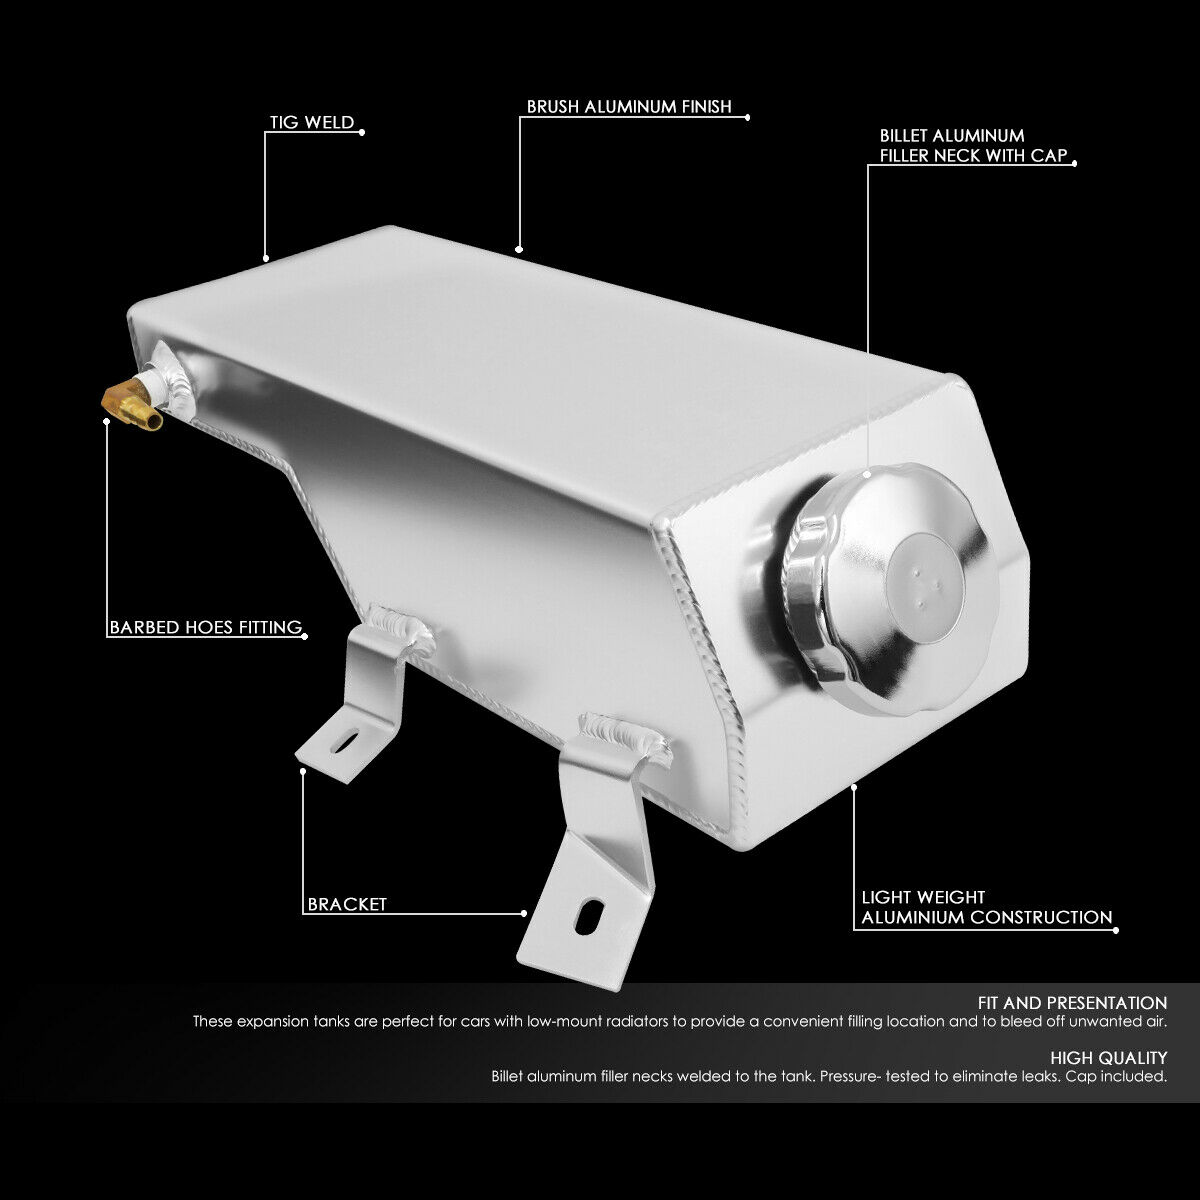 TIG WELD
BRUSH ALUMINUM FINISH
BILLET ALUMINUM
FILLER NECK WITH CAP
BARBED HOES FITTING
BRACKET
LIGHT WEIGHT
ALUMINIUM CONSTRUCTION
FIT AND PRESENTATION
These expansion tanks are perfect for cars with low-mount radiators to provide a convenient filling location and to bleed off unwanted air.
HIGH QUALITY
Billet aluminum filler necks welded to the tank. Pressure- tested to eliminate leaks. Cap included.